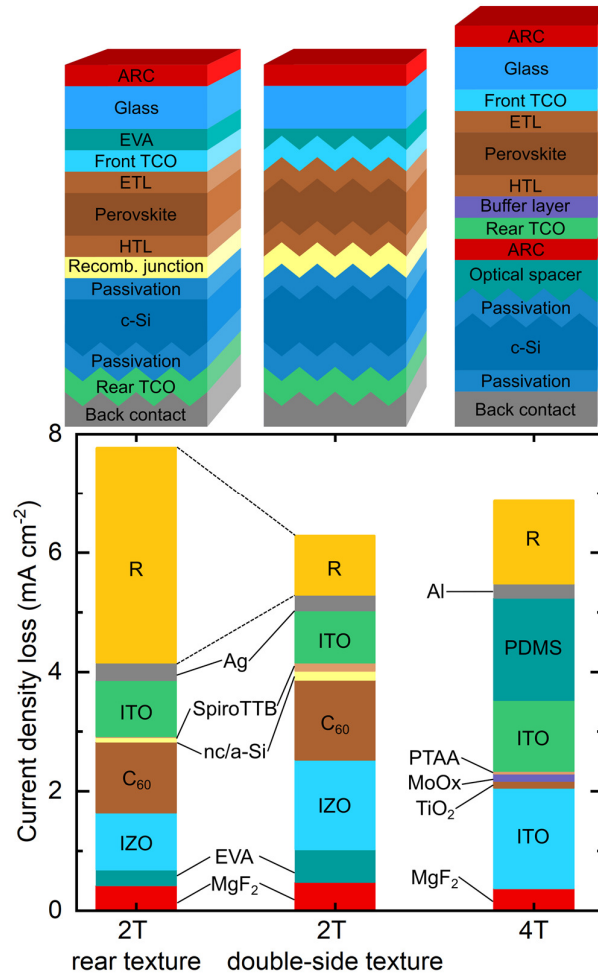 ARC
Glass
EVA
Front TCO
ETL
Perovskite
HTL
Recomb. junction
Passivation
c-Si
Passivation
Rear TCO
Back contact
ARC
Glass
Front TCO
ETL
Perovskite
HTL
Buffer layer
Rear TCO
ARC
Optical spacer
Passivation
c-Si
Passivation
Back contact
Current density loss (mA cm⁻²)
8
6
4
2
0
R
ITO
C₆₀
IZO
Ag
SpiroTTB
nc/a-Si
EVA
MgF₂
R
ITO
C₆₀
IZO
Al
PTAA
MoOx
TiO₂
MgF₂
R
PDMS
ITO
ITO
2T
rear texture
2T
double-side texture
4T